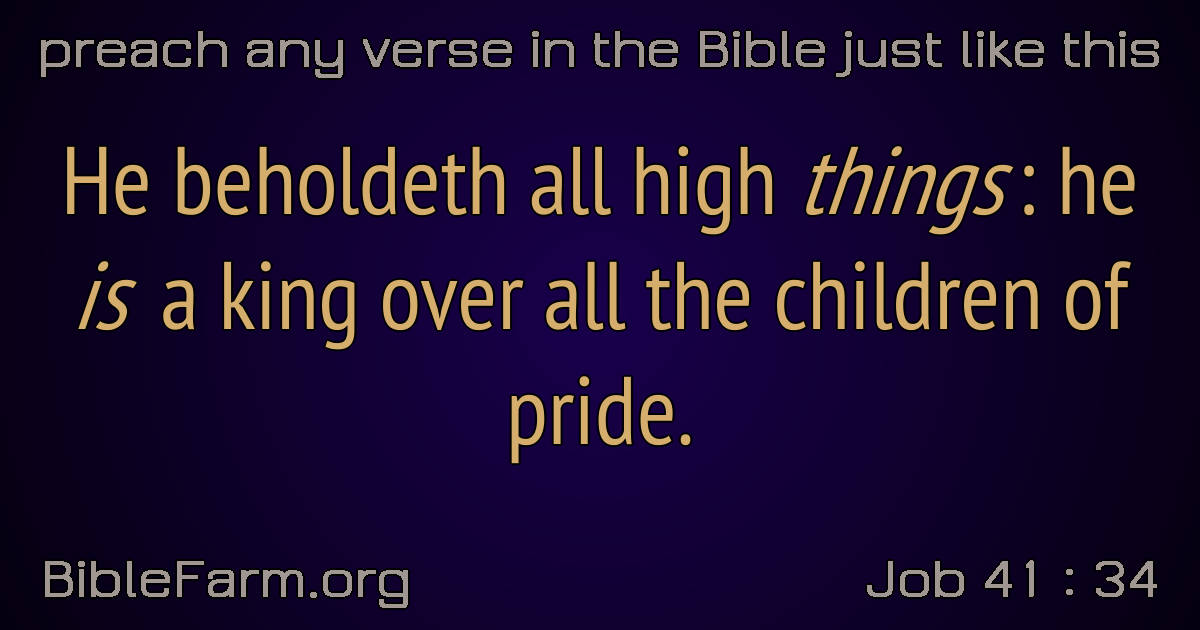 preach any verse in the Bible just like this
He beholdeth all high things: he
is a king over all the children of
pride.
BibleFarm.org
Job 41 : 34